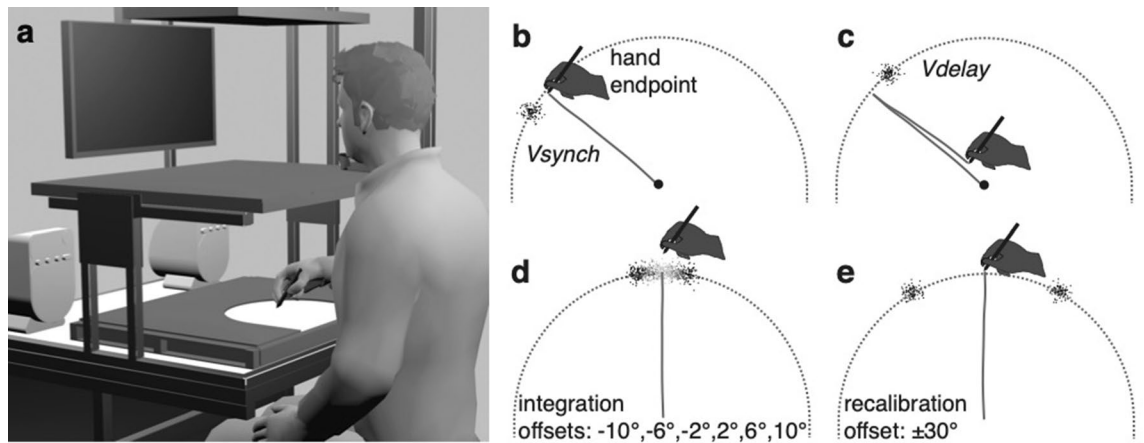 a
b
hand
endpoint
Vsynch
c
Vdelay
d
integration
offsets: -10°,-6°,-2°,2°,6°,10°
e
recalibration
offset: ±30°